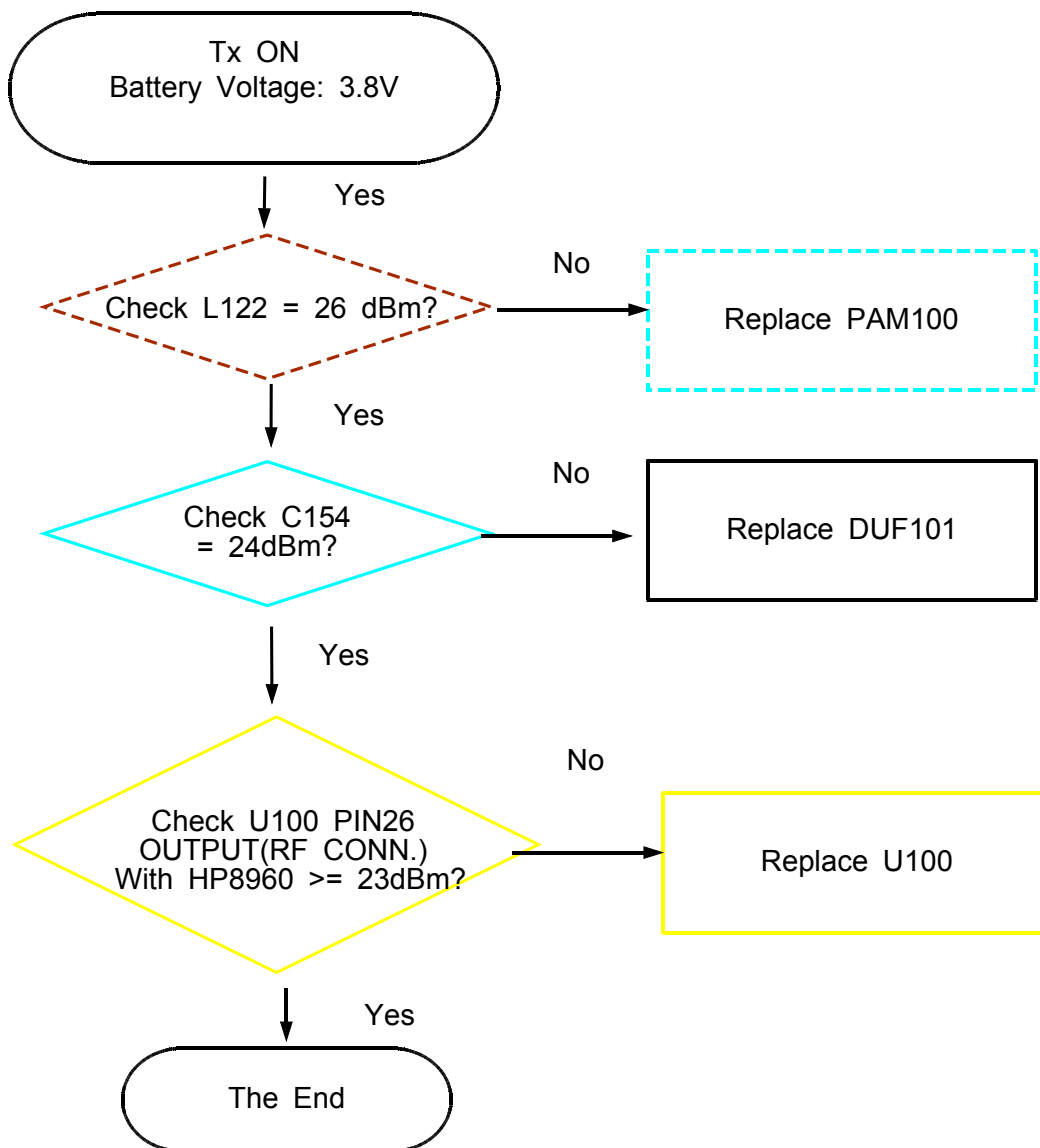 Tx ON
Battery Voltage: 3.8V
Yes
Check L122 = 26 dBm?
No
Replace PAM100
Yes
Check C154
= 24dBm?
No
Replace DUF101
Yes
Check U100 PIN26
OUTPUT(RF CONN.)
With HP8960 >= 23dBm?
No
Replace U100
Yes
The End